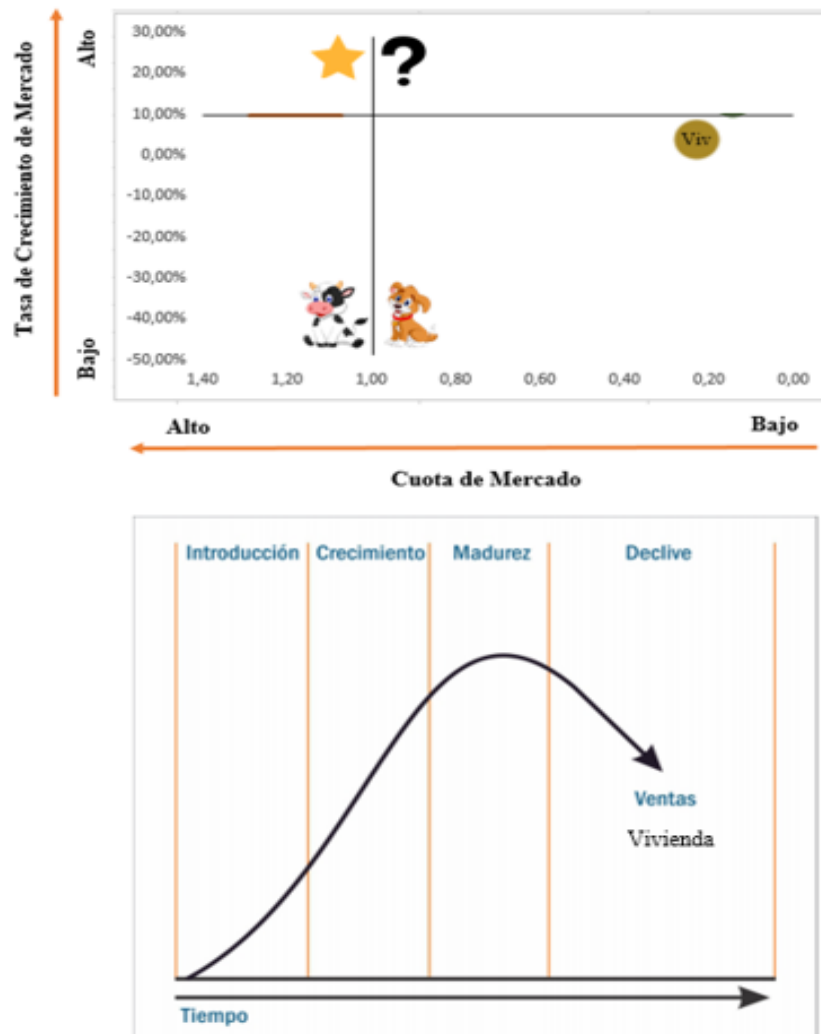 Tasa de Crecimiento de Mercado
Alto
Bajo
30,00%
20,00%
10,00%
0,00%
-10,00%
-20,00%
-30,00%
-40,00%
-50,00%
?
Viv
1,40 1,20 1,00 0,80 0,60 0,40 0,20 0,00
Alto Bajo
Cuota de Mercado
Introducción Crecimiento Madurez Declive
Ventas
Vivienda
Tiempo